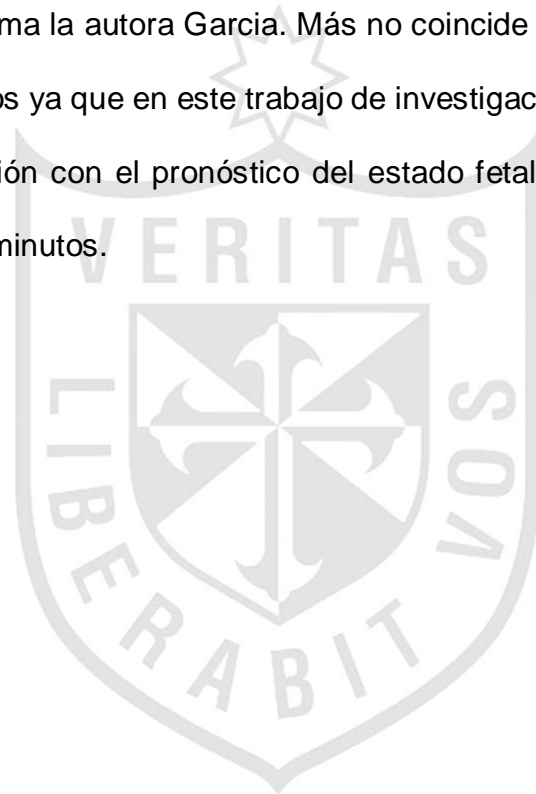 ma la autora Garcia. Más no coincide
os ya que en este trabajo de investigac
ión con el pronóstico del estado fetal
minutos.
VERITAS
LIBERABIT VOS